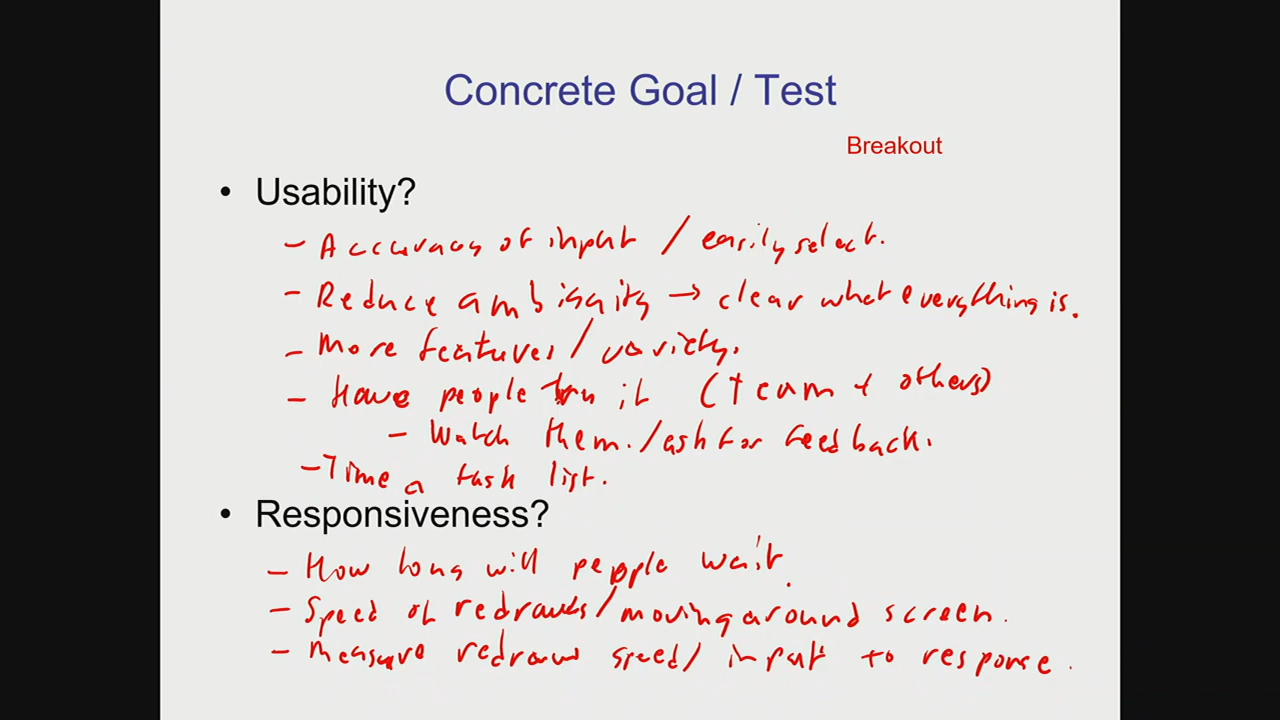 Concrete Goal / Test
Breakout
• Usability?
- Accuracy of input / easily select.
- Reduce ambiguity → clear what everything is.
- More features / variety.
- Have people try it (team + others)
- Watch them. / ask for feedback.
- Time a task list.
• Responsiveness?
- How long will people wait.
- Speed of redraws / moving around screen.
- Measure redraw speed / input to response.